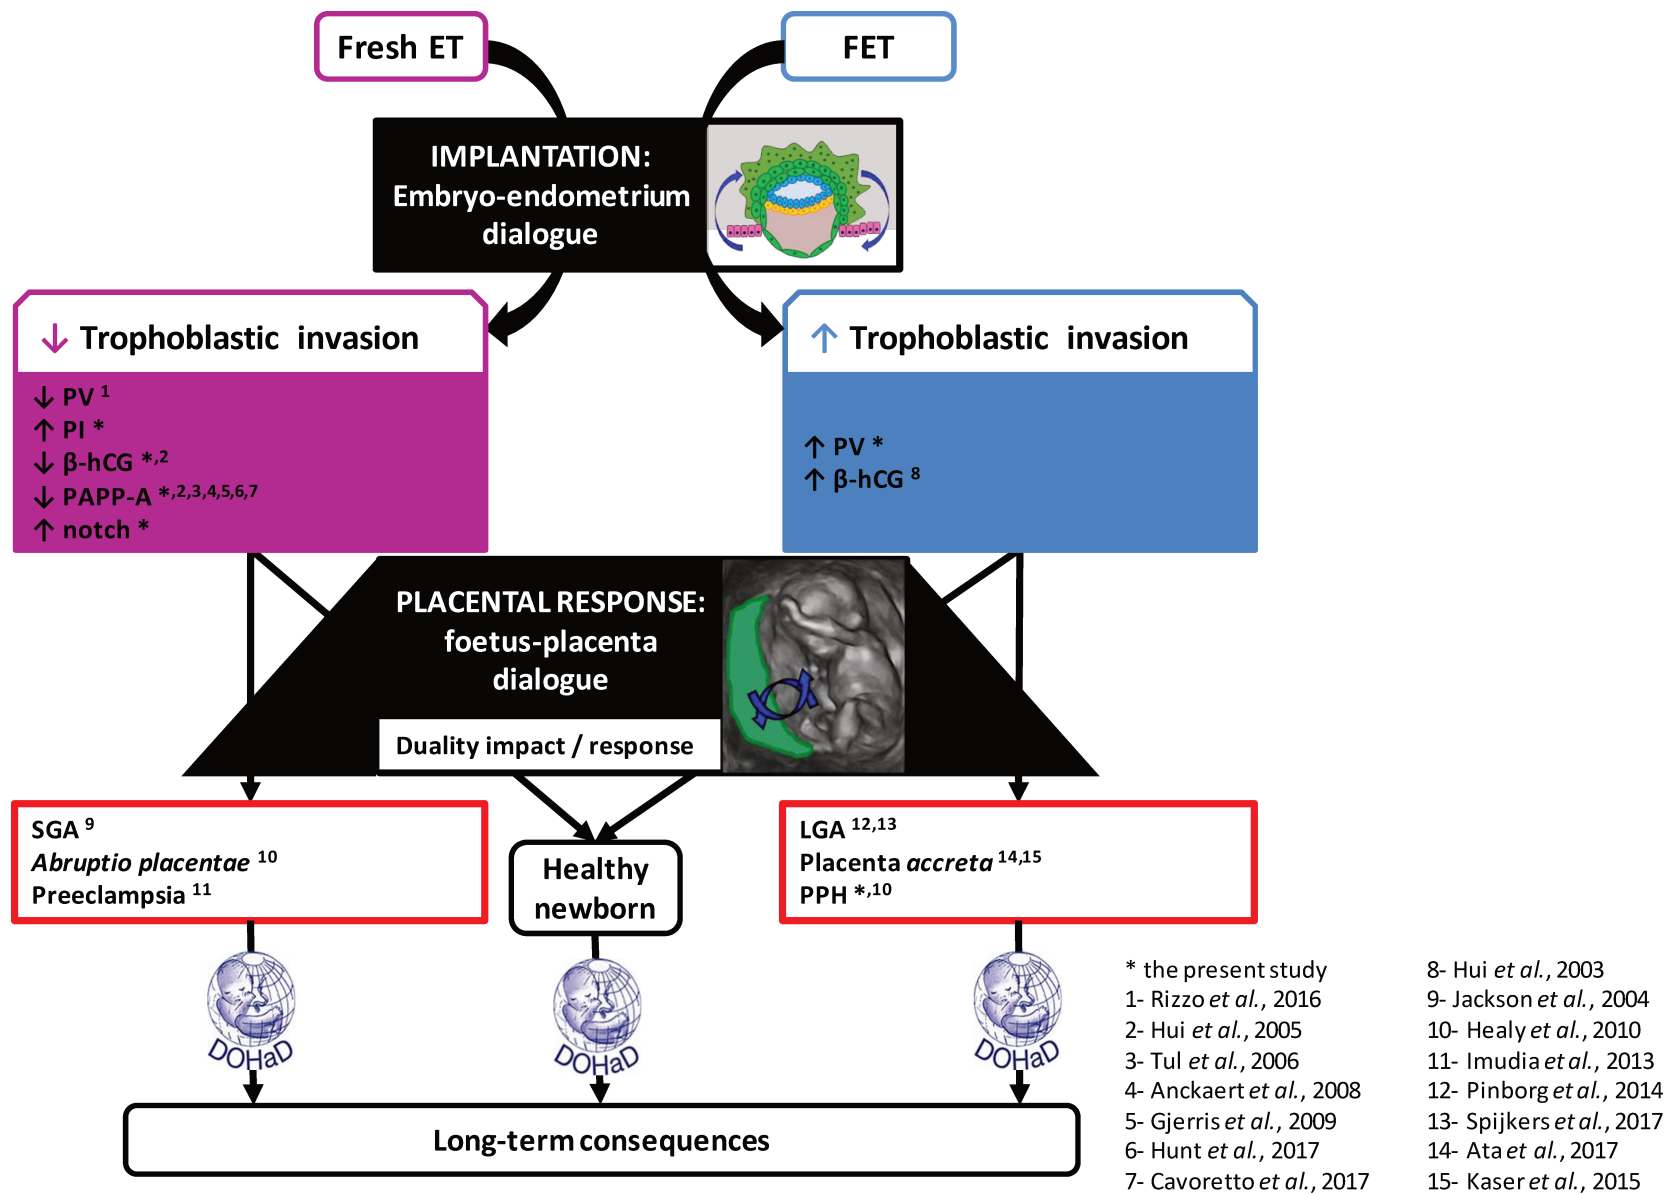 Fresh ET
FET
IMPLANTATION:
Embryo-endometrium
dialogue
↓ Trophoblastic invasion
↓ PV 1
↑ PI *
↓ β-hCG *,2
↓ PAPP-A *,2,3,4,5,6,7
↑ notch *
↑ Trophoblastic invasion
↑ PV *
↑ β-hCG 8
PLACENTAL RESPONSE:
foetus-placenta
dialogue
Duality impact / response
SGA 9
Abruptio placentae 10
Preeclampsia 11
Healthy
newborn
LGA 12,13
Placenta accreta 14,15
PPH *,10
DOHaD
DOHaD
DOHaD
Long-term consequences
* the present study
1- Rizzo et al., 2016
2- Hui et al., 2005
3- Tul et al., 2006
4- Anckaert et al., 2008
5- Gjerris et al., 2009
6- Hunt et al., 2017
7- Cavoretto et al., 2017
8- Hui et al., 2003
9- Jackson et al., 2004
10- Healy et al., 2010
11- Imudia et al., 2013
12- Pinborg et al., 2014
13- Spijkers et al., 2017
14- Ata et al., 2017
15- Kaser et al., 2015